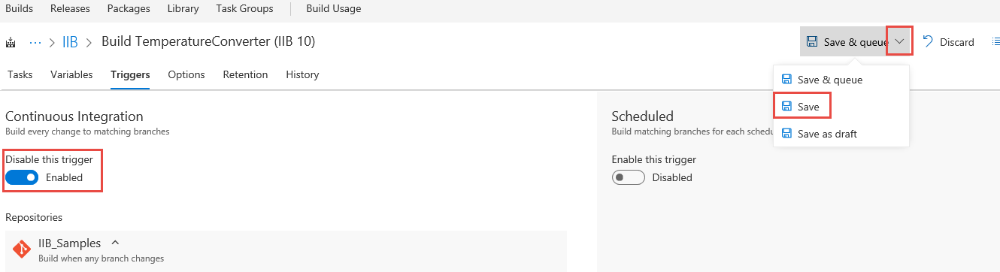 Builds Releases Packages Library Task Groups Build Usage
··· > IIB > Build TemperatureConverter (IIB 10) Save & queue Discard
Tasks Variables Triggers Options Retention History
Save & queue
Save
Save as draft
Continuous Integration
Build every change to matching branches
Disable this trigger
Enabled
Repositories
IIB_Samples
Build when any branch changes
Scheduled
Build matching branches for each
Enable this trigger
Disabled